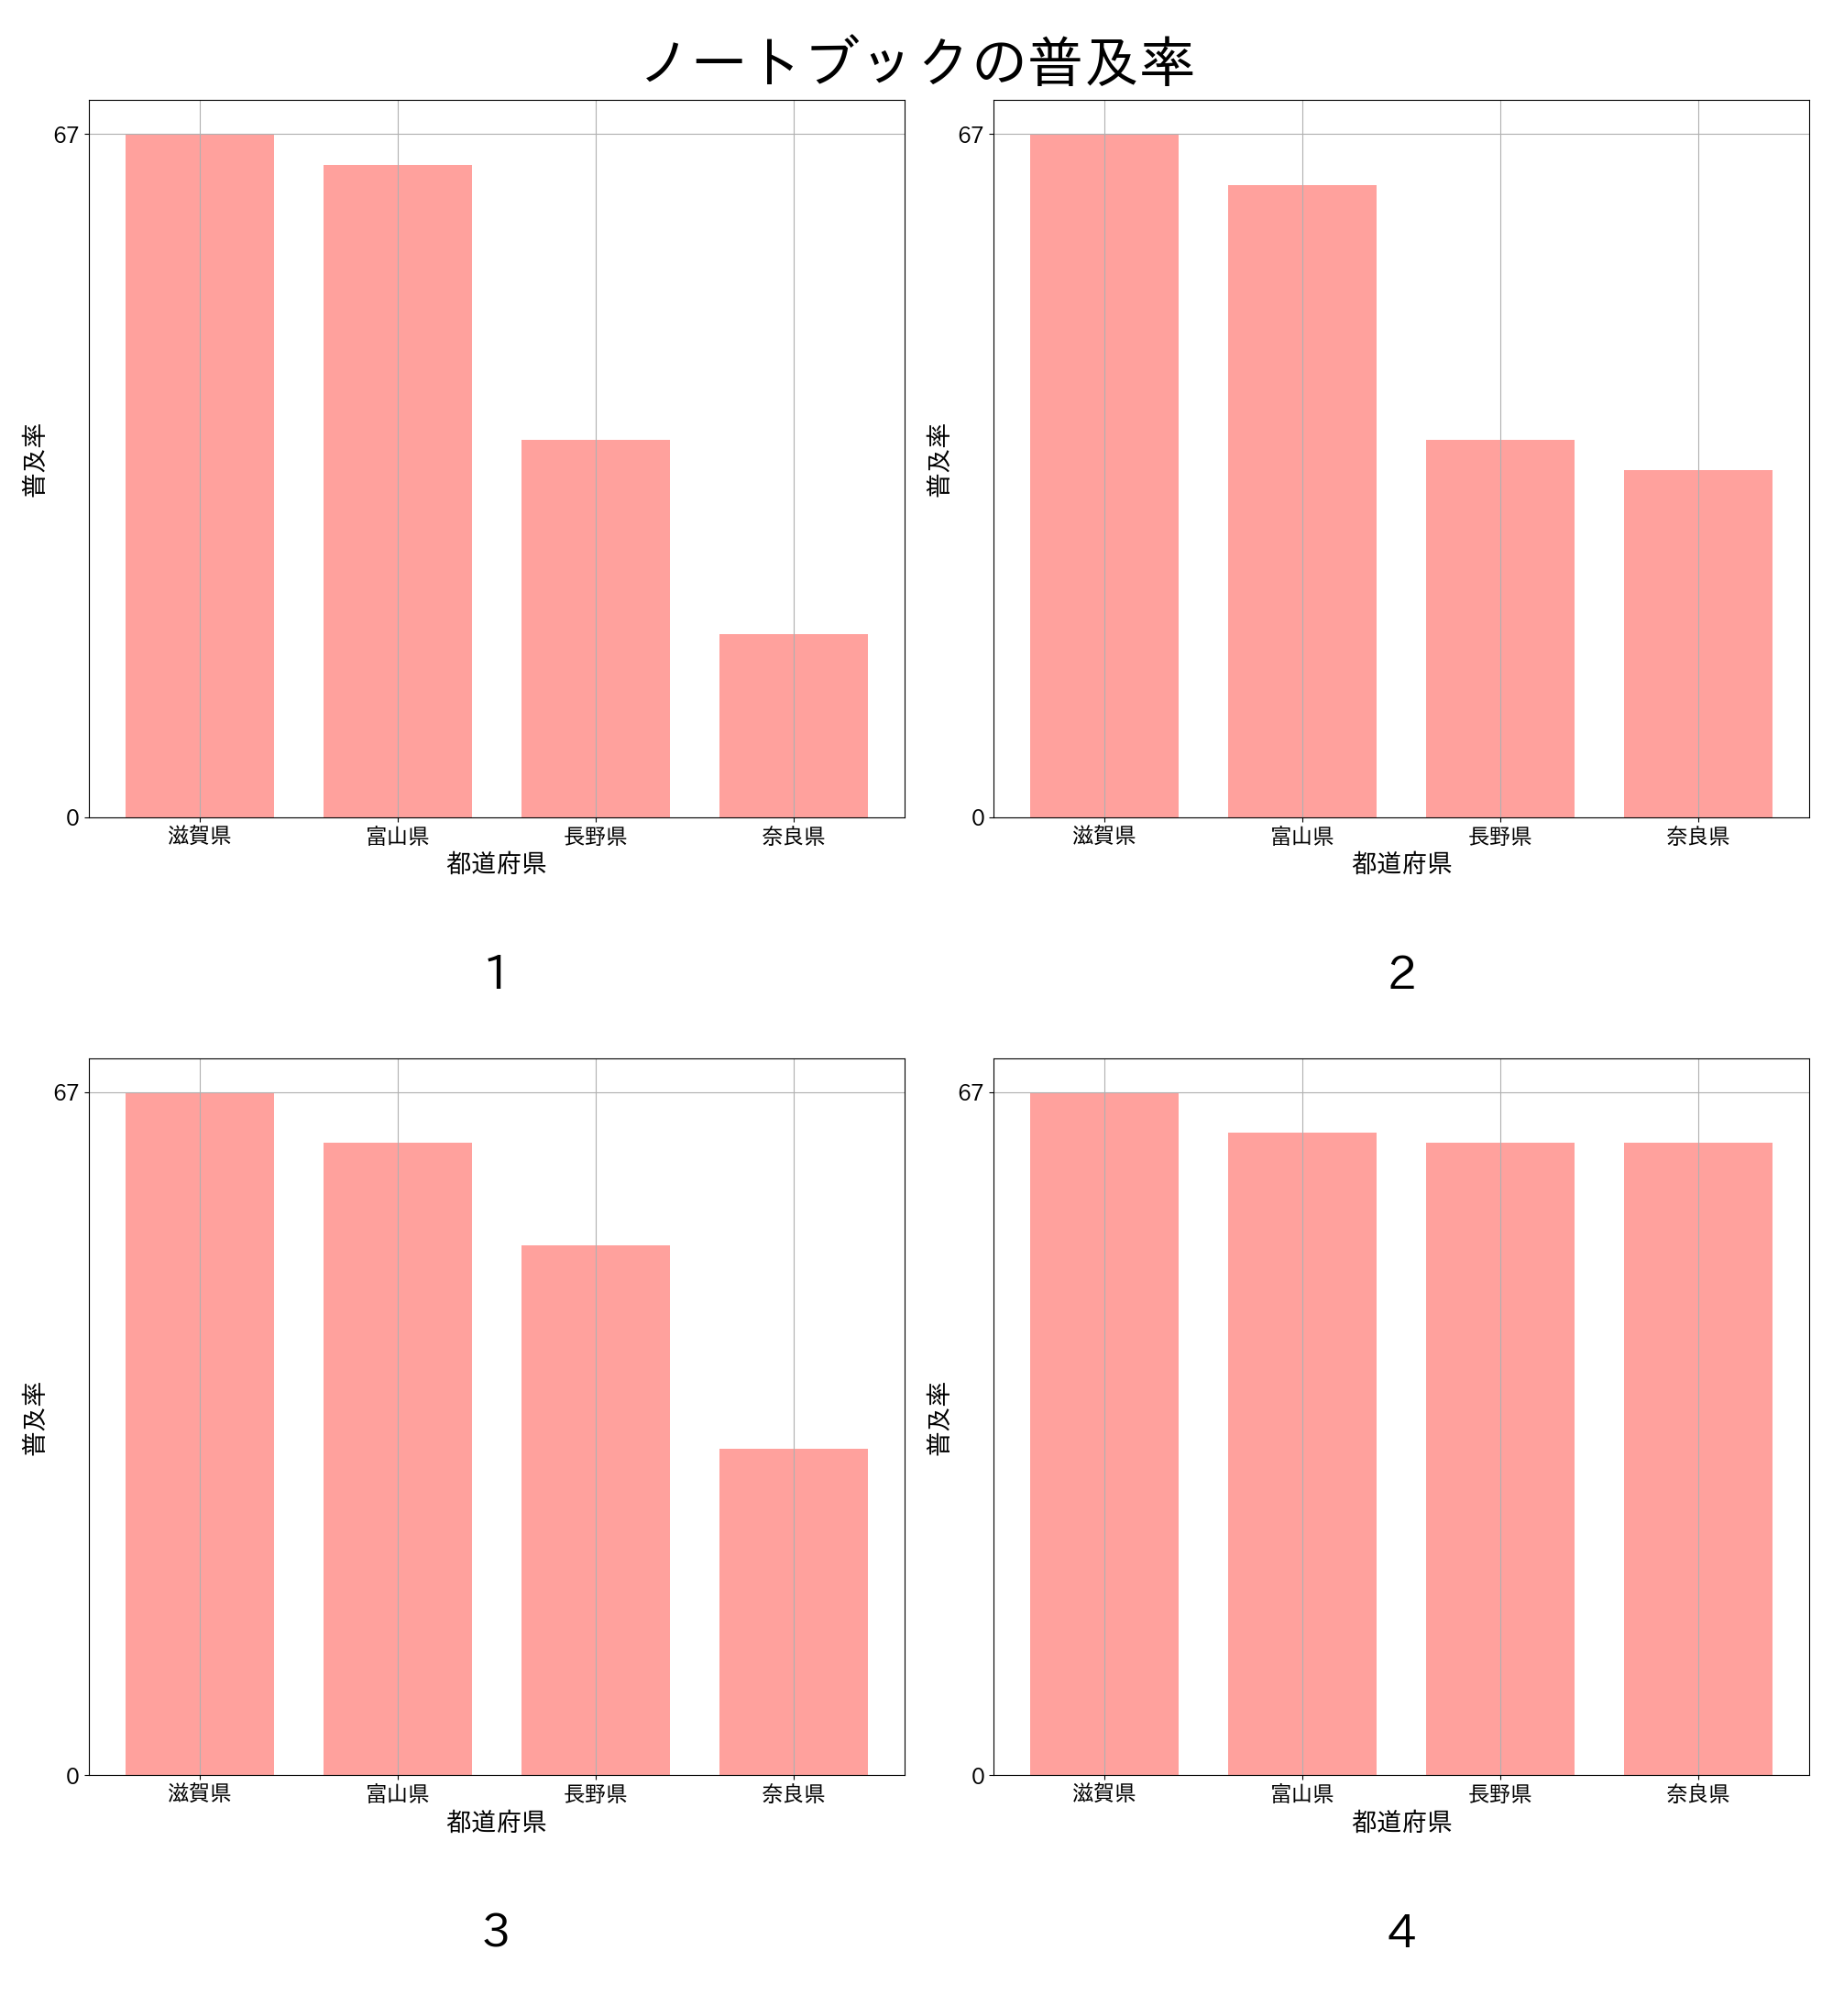 ノートブックの普及率
67
0
普及率
滋賀県 富山県 長野県 奈良県
都道府県
1
67
0
普及率
滋賀県 富山県 長野県 奈良県
都道府県
2
67
0
普及率
滋賀県 富山県 長野県 奈良県
都道府県
3
67
0
普及率
滋賀県 富山県 長野県 奈良県
都道府県
4